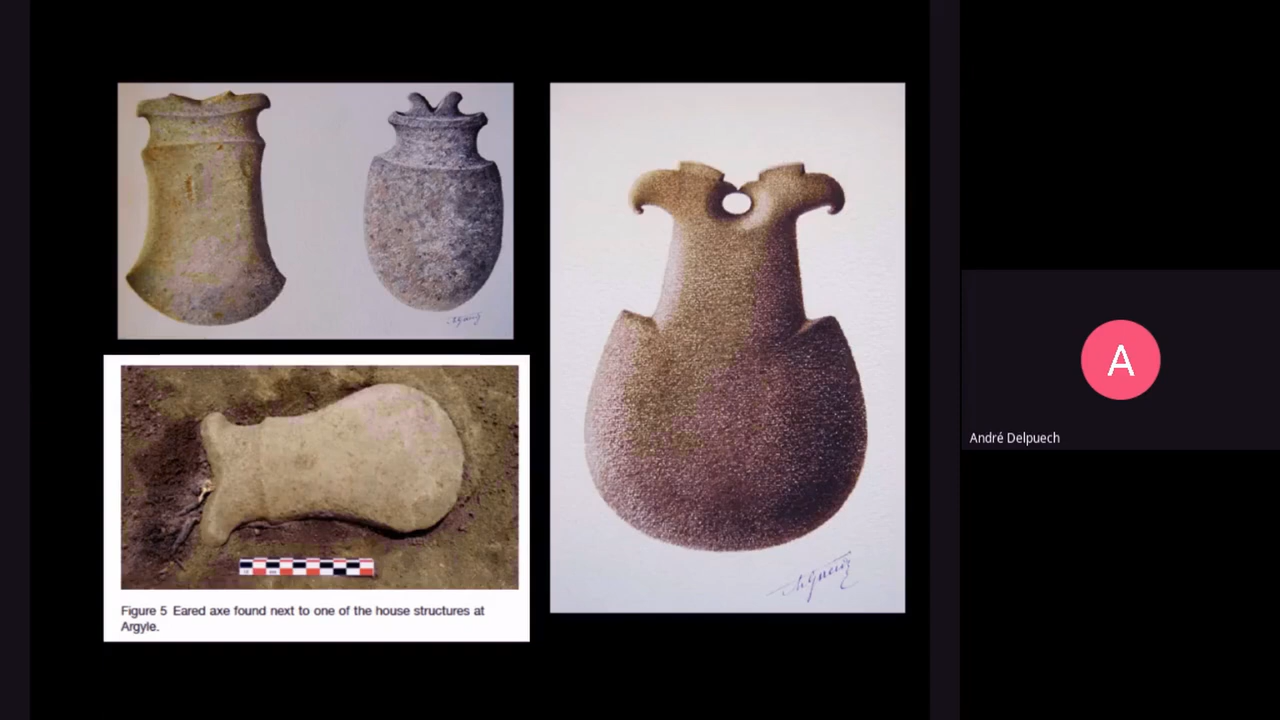 Figure 5 Eared axe found next to one of the house structures at
Argyle.
A
André Delpuech